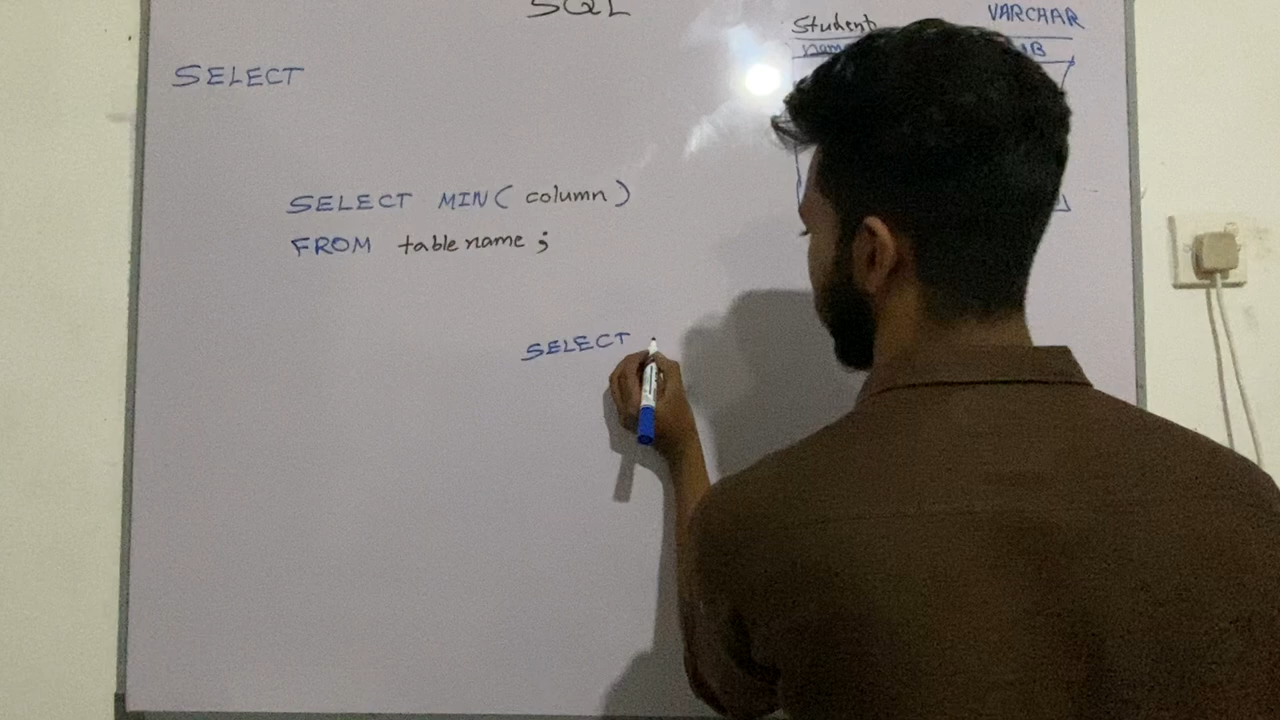 SQL
SELECT
SELECT MIN( column )
FROM table name ;
SELECT
Student
VARCHAR